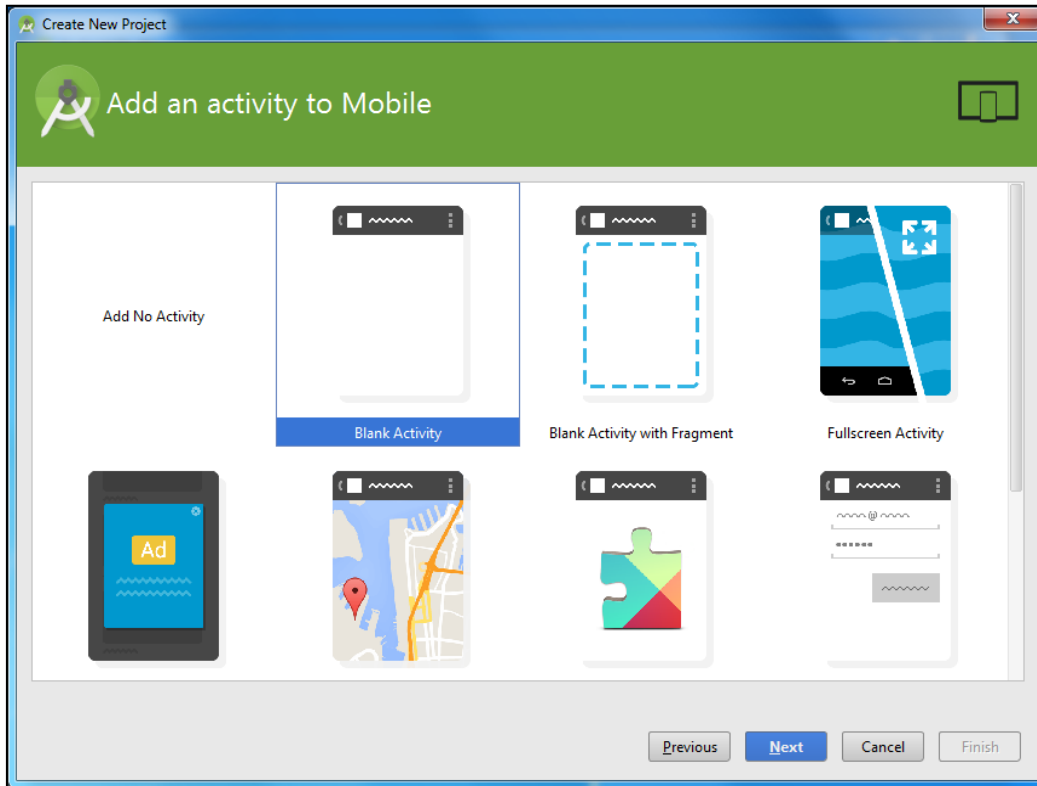 Create New Project
Add an activity to Mobile
Add No Activity
Blank Activity
Blank Activity with Fragment
Fullscreen Activity
Ad
@
Previous
Next
Cancel
Finish